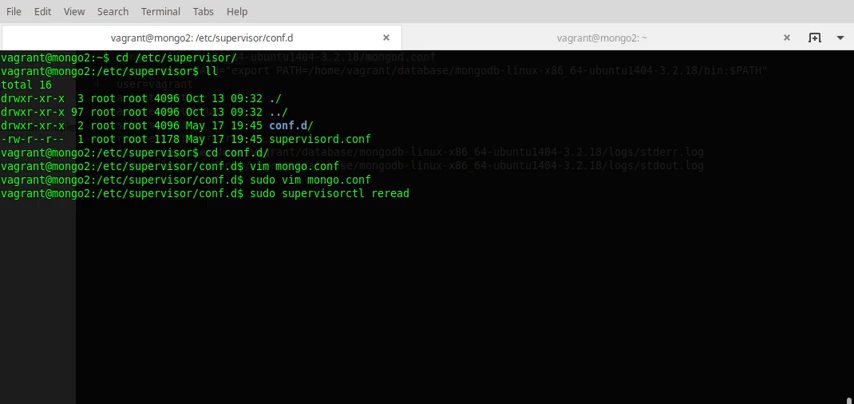 File Edit View Search Terminal Tabs Help
vagrant@mongo2: /etc/supervisor/conf.d × vagrant@mongo2: ~ ×
vagrant@mongo2:~$ cd /etc/supervisor/
vagrant@mongo2:/etc/supervisor$ ll
total 16
drwxr-xr-x 3 root root 4096 Oct 13 09:32 ./
drwxr-xr-x 97 root root 4096 Oct 13 09:32 ../
drwxr-xr-x 2 root root 4096 May 17 19:45 conf.d/
-rw-r--r-- 1 root root 1178 May 17 19:45 supervisord.conf
vagrant@mongo2:/etc/supervisor$ cd conf.d/
vagrant@mongo2:/etc/supervisor/conf.d$ vim mongo.conf
vagrant@mongo2:/etc/supervisor/conf.d$ sudo vim mongo.conf
vagrant@mongo2:/etc/supervisor/conf.d$ sudo supervisorctl reread